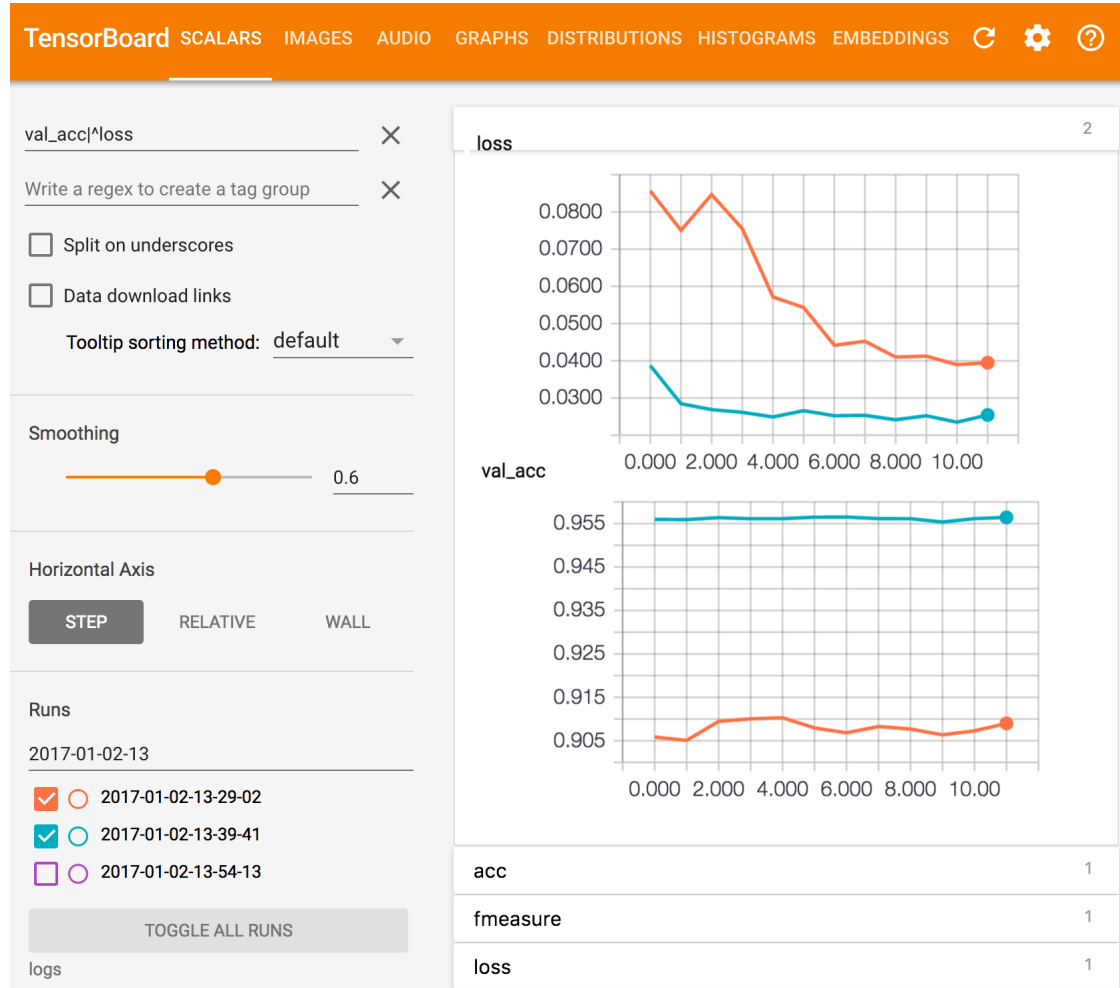 TensorBoard SCALARS IMAGES AUDIO GRAPHS DISTRIBUTIONS HISTOGRAMS EMBEDDINGS
val_acc|^loss
Write a regex to create a tag group
Split on underscores
Data download links
Tooltip sorting method: default
Smoothing
0.6
Horizontal Axis
STEP RELATIVE WALL
Runs
2017-01-02-13
2017-01-02-13-29-02
2017-01-02-13-39-41
2017-01-02-13-54-13
TOGGLE ALL RUNS
logs
loss 2
0.0800
0.0700
0.0600
0.0500
0.0400
0.0300
0.000 2.000 4.000 6.000 8.000 10.00
val_acc
0.955
0.945
0.935
0.925
0.915
0.905
0.000 2.000 4.000 6.000 8.000 10.00
acc 1
fmeasure 1
loss 1